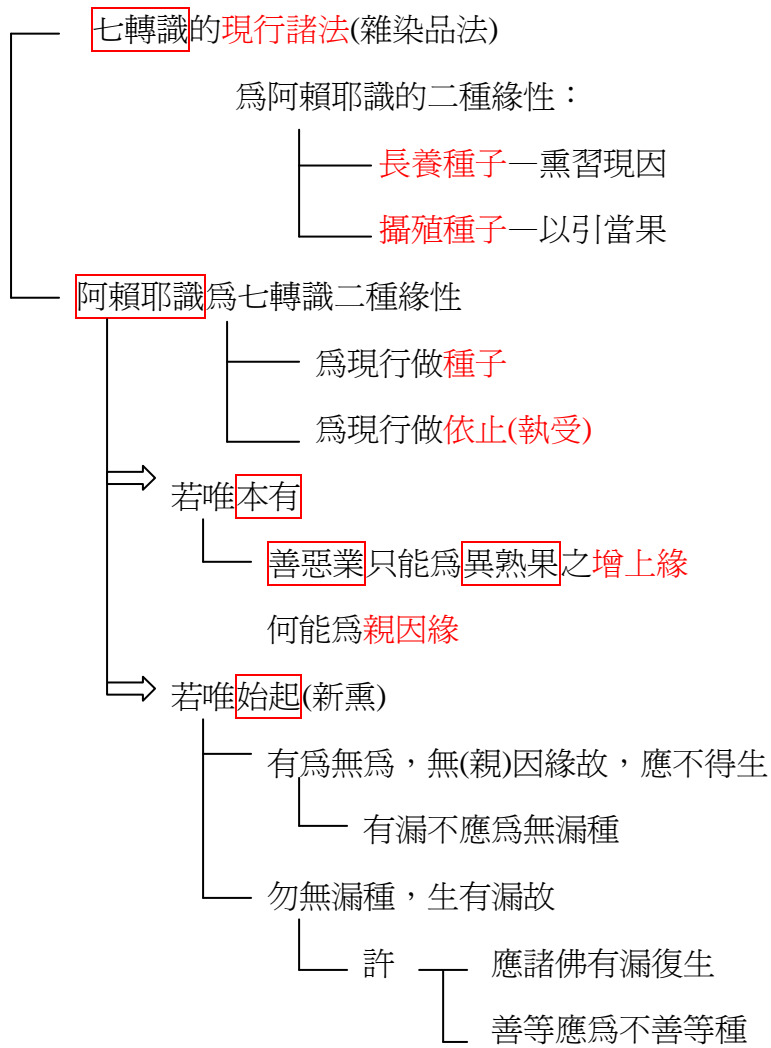 七轉識的現行諸法(雜染品法)
爲阿賴耶識的二種緣性：
長養種子—熏習現因
攝殖種子—以引當果
阿賴耶識爲七轉識二種緣性
爲現行做種子
爲現行做依止(執受)
若唯本有
善惡業只能爲異熟果之增上緣
何能爲親因緣
若唯始起(新熏)
有爲無爲，無(親)因緣故，應不得生
有漏不應爲無漏種
勿無漏種，生有漏故
許
應諸佛有漏復生
善等應爲不善等種